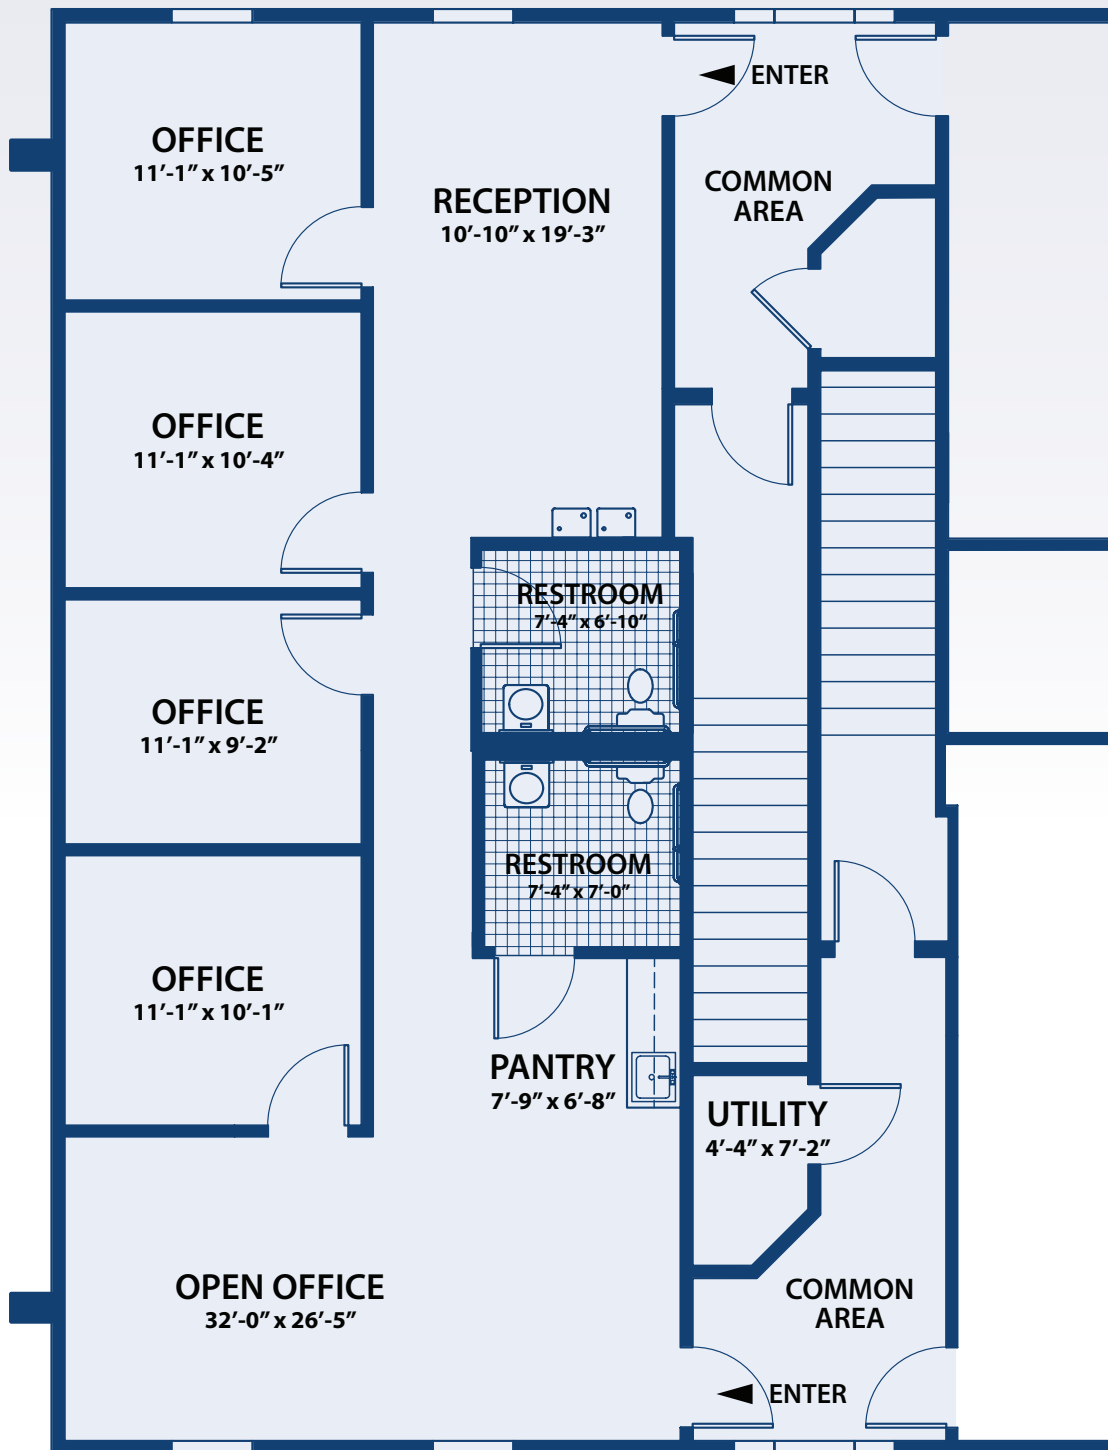 ENTER
OFFICE
11′-1″ x 10′-5″
COMMON
AREA
RECEPTION
10′-10″ x 19′-3″
OFFICE
11′-1″ x 10′-4″
RESTROOM
7′-4″ x 6′-10″
OFFICE
11′-1″ x 9′-2″
RESTROOM
7′-4″ x 7′-0″
OFFICE
11′-1″ x 10′-1″
PANTRY
7′-9″ x 6′-8″
UTILITY
4′-4″ x 7′-2″
OPEN OFFICE
32′-0″ x 26′-5″
COMMON
AREA
ENTER